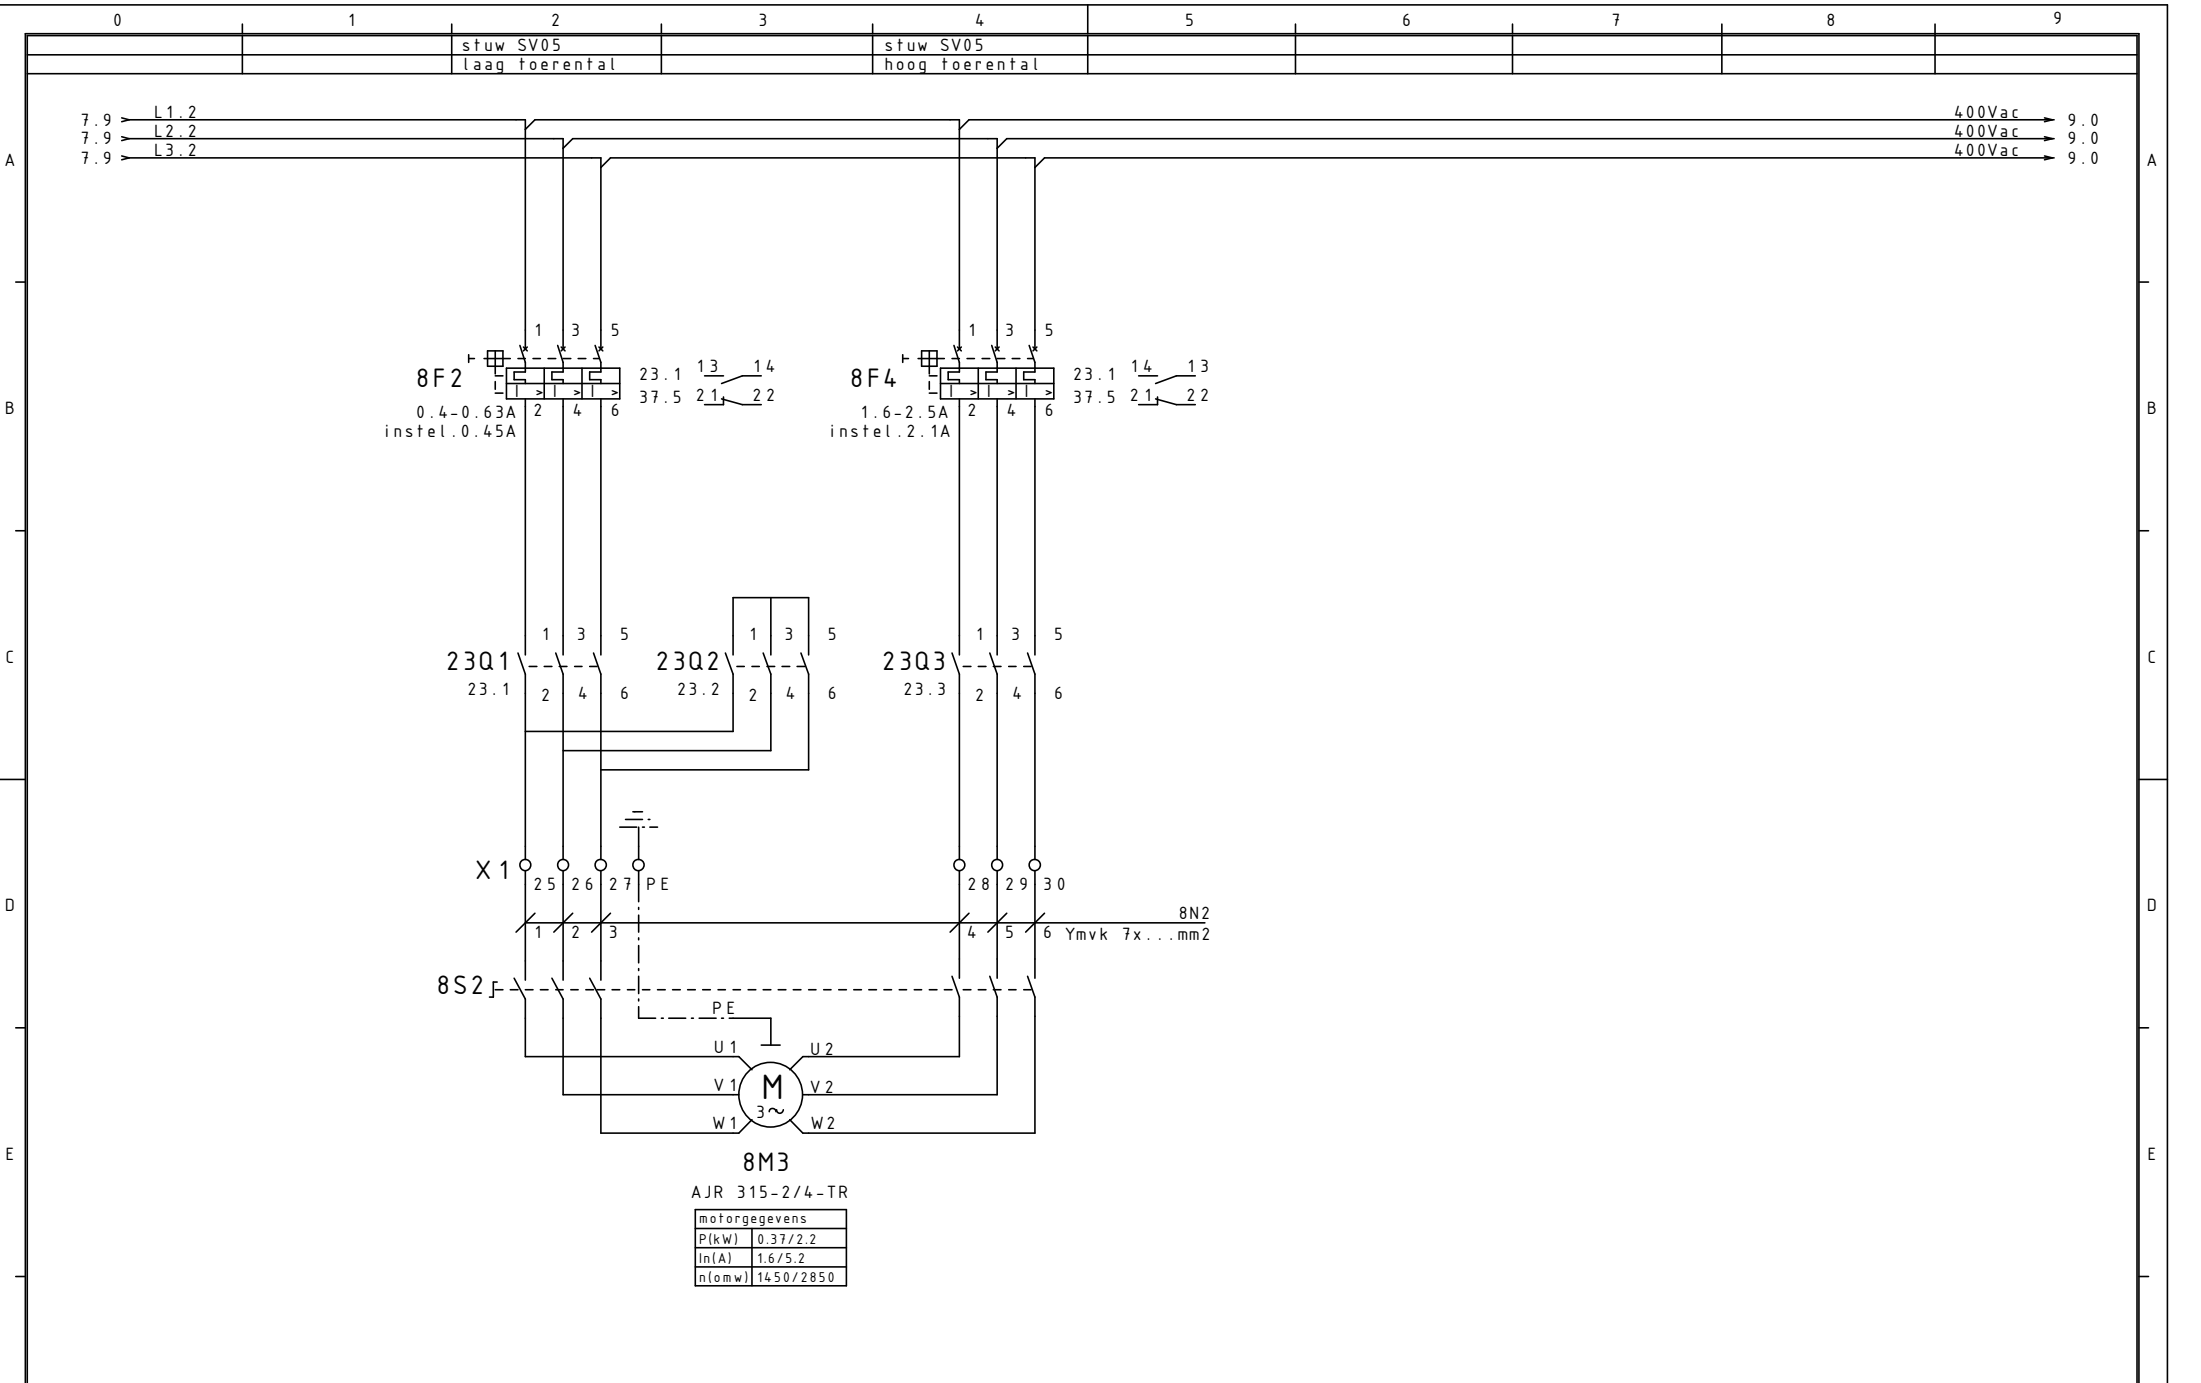 0 1 2 3 4 5 6 7 8 9
stuw SV05 stuw SV05
laag toerental hoog toerental
7.9 L1.2 400Vac 9.0
7.9 L2.2 400Vac 9.0
7.9 L3.2 400Vac 9.0
A A
1 3 5 1 3 5
8F2 23.1 13 14 8F4 23.1 14 13
37.5 21 22 37.5 21 22
B B
0.4-0.63A 2 4 6 1.6-2.5A 2 4 6
instel.0.45A instel.2.1A
1 3 5 1 3 5 1 3 5
C 23Q1 23Q2 23Q3 C
23.1 2 4 6 23.2 2 4 6 23.3 2 4 6
X1 25 26 27 PE 28 29 30
D D
8N2
1 2 3 4 5 6 Ymvk 7x...mm2
8S2
PE
U1 U2
V1 M V2
3~
W1 W2
E E
8M3
AJR 315-2/4-TR
motorgegevens
P(kW) 0.37/2.2
In(A) 1.6/5.2
n(omw) 1450/2850